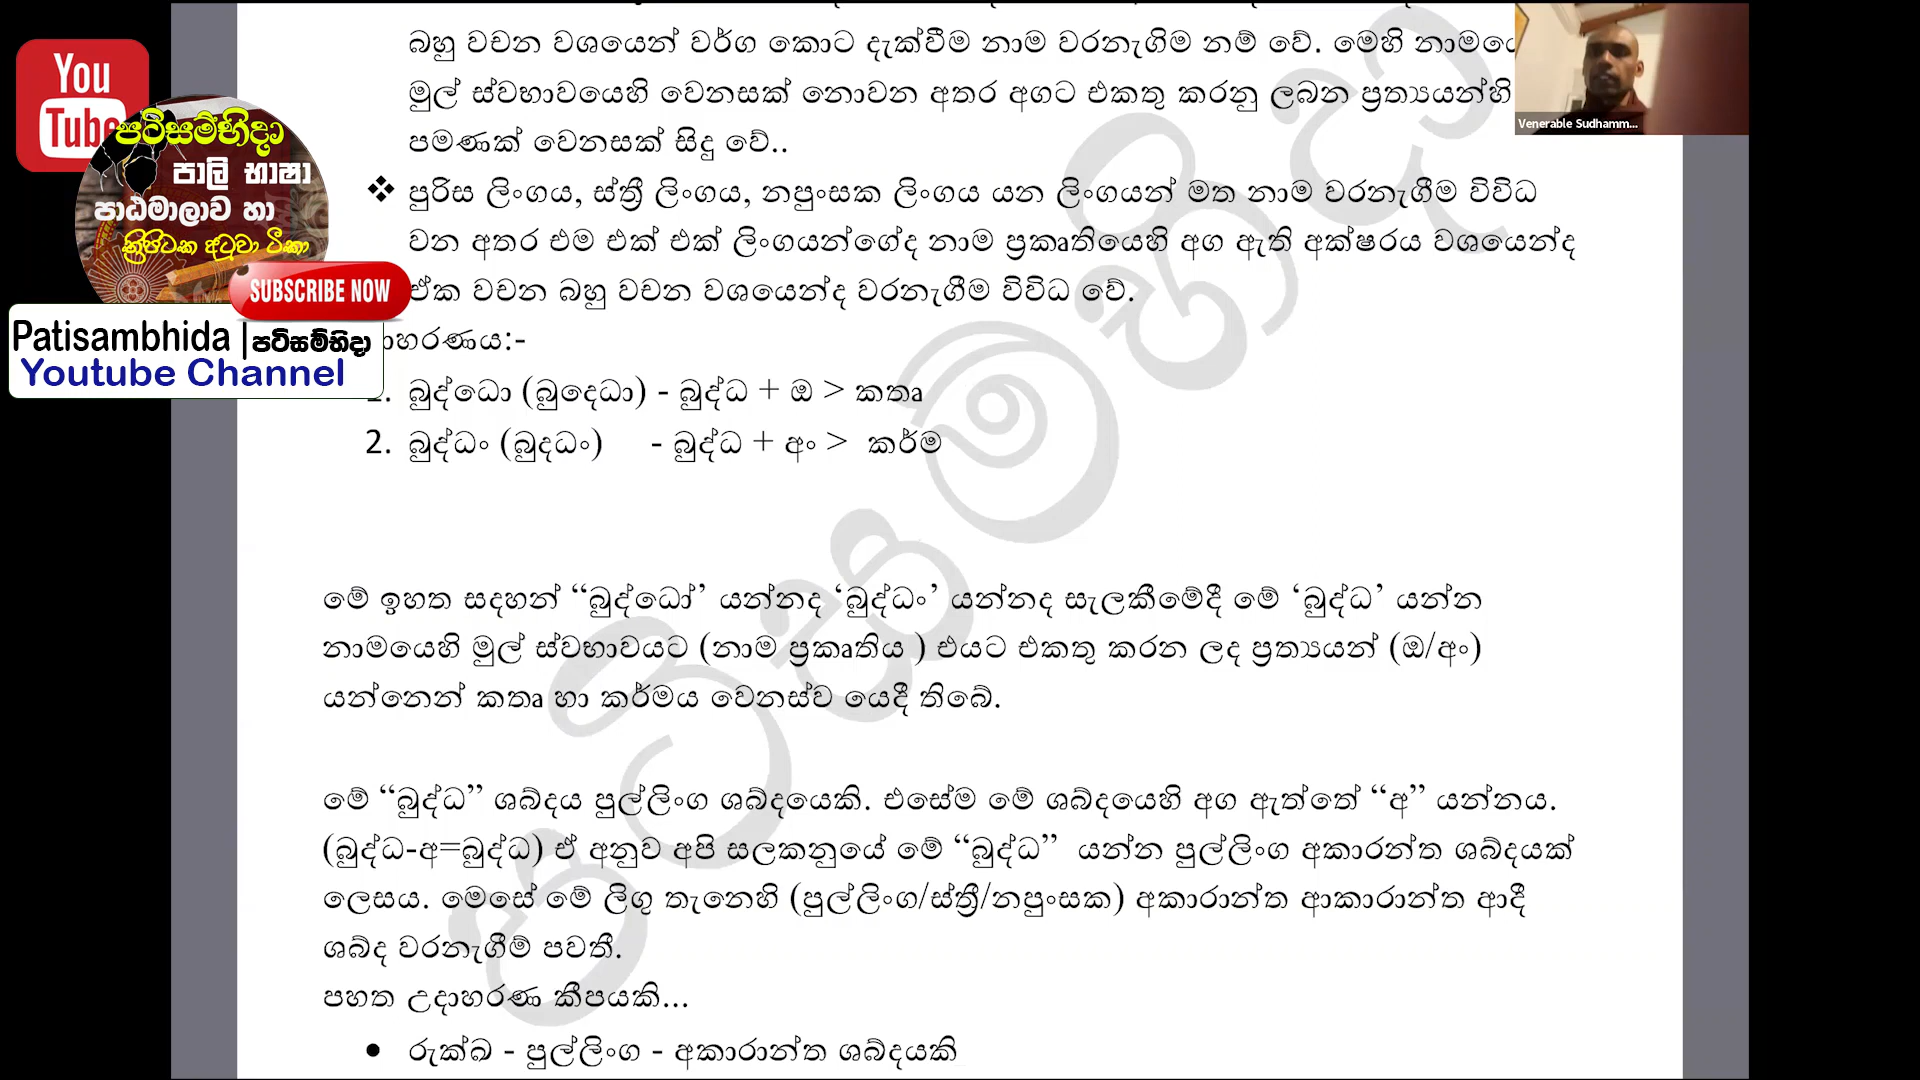 බහු වචන වශයෙන් වර්ග කොට දැක්වීම නාම වරනැගිම නම් වේ. මෙහි
මුල් ස්වභාවයෙහි වෙනසක් නොවන අතර අගට එකතු කරනු ලබන ප්‍රත්‍යයන්හි
පමණක් වෙනසක් සිදු වේ..
❖ පුරිස ලිංගය, ස්ත්‍රී ලිංගය, නපුංසක ලිංගය යන ලිංගයන් මත නාම වරනැගීම විවිධ
වන අතර එම එක් එක් ලිංගයන්ගේද නාම ප්‍රකෘතියෙහි අග ඇති අක්ෂරය වශයෙන්ද
ඒක වචන බහු වචන වශයෙන්ද වරනැගීම විවිධ වේ.
හරණය:-
1. බුද්ධො (බුදෙධා) - බුද්ධ + ඔ > කතෘ
2. බුද්ධං (බුදධං) - බුද්ධ + අං > කර්ම
මේ ඉහත සදහන් “බුද්ධෝ’ යන්නද ‘බුද්ධං’ යන්නද සැලකීමේදී මේ ‘බුද්ධ’ යන්න
නාමයෙහි මුල් ස්වභාවයට (නාම ප්‍රකෘතිය ) එයට එකතු කරන ලද ප්‍රත්‍යයන් (ඔ/අං)
යන්නෙන් කතෘ හා කර්මය වෙනස්ව යෙදී තිබේ.
මේ “බුද්ධ” ශබ්දය පුල්ලිංග ශබ්දයෙකි. එසේම මේ ශබ්දයෙහි අග ඇත්තේ “අ” යන්නය.
(බුද්ධ-අ=බුද්ධ) ඒ අනුව අපි සලකනුයේ මේ “බුද්ධ” යන්න පුල්ලිංග අකාරන්ත ශබ්දයක්
ලෙසය. මෙසේ මේ ලිගු තැනෙහි (පුල්ලිංග/ස්ත්‍රී/නපුංසක) අකාරාන්ත ආකාරාන්ත ආදී
ශබ්ද වරනැගීම් පවතී.
පහත උදාහරණ කීපයකි...
• රුක්ඛ - පුල්ලිංග - අකාරාන්ත ශබ්දයකි
පටිසම්භිදා
You
Tube
පටිසම්භිදා
පාලි භාෂා
පාඨමාලාව හා
ත්‍රිපිටක අටුවා ටීකා
SUBSCRIBE NOW
Patisambhida | පටිසම්භිදා
Youtube Channel
Venerable Sudhamm...